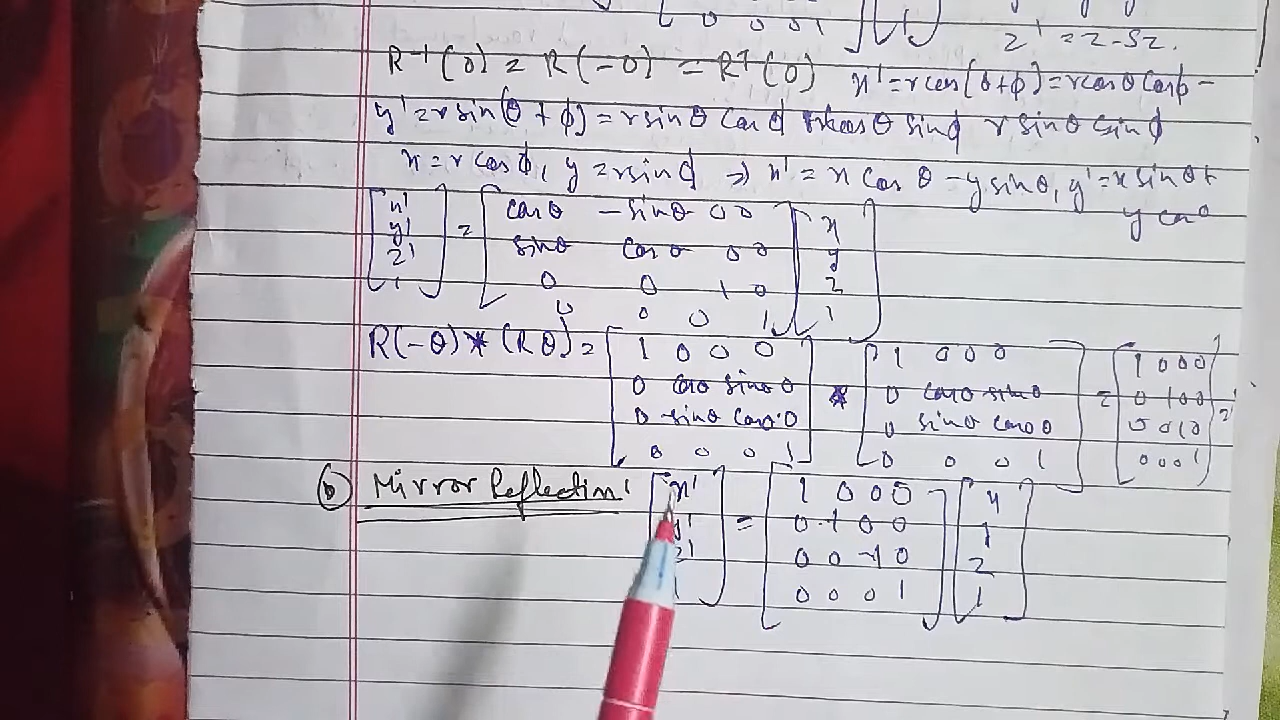 0 0 0 1
z' = z - Sz.
R⁻¹(θ) = R(-θ) = Rᵀ(θ) x' = r cos(θ+φ) = r cosθ cosφ -
y' = r sin(θ + φ) = r sinθ cosφ + r cosθ sinφ r sinθ sinφ
x = r cosφ, y = r sinφ ⇒ x' = x cosθ - y sinθ, y' = x sinθ +
y cosθ
[x' = [cosθ -sinθ 0 0 [x
y' sinθ cosθ 0 0 y
z' 0 0 1 0 z
1] 0 0 0 1] 1]
R(-θ) * (Rθ) = [1 0 0 0 * [1 0 0 0 = [1 0 0 0
0 cosθ sinθ 0 0 cosθ -sinθ 0 1 0 0
0 -sinθ cosθ 0 0 sinθ cosθ 0 0 0 1 0
0 0 0 1] 0 0 0 1] 0 0 0 1]
(b) Mirror Reflection: [x' = [1 0 0 0
y' 0 -1 0 0
z' 0 0 -1 0 z
0 0 0 1] 1]